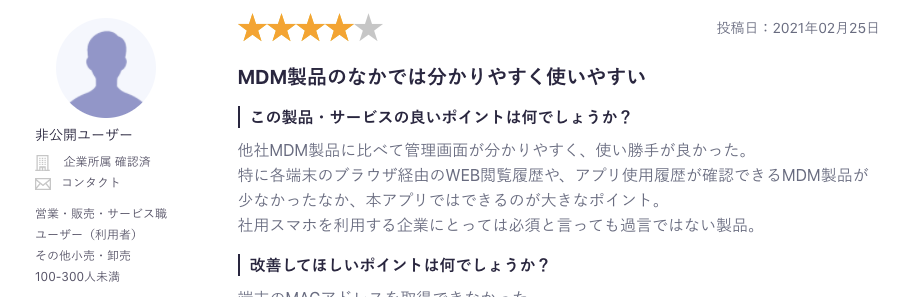 投稿日：2021年02月25日
MDM製品のなかでは分かりやすく使いやすい
非公開ユーザー
企業所属 確認済
コンタクト
営業・販売・サービス職
ユーザー（利用者）
その他小売・卸売
100-300人未満
この製品・サービスの良いポイントは何でしょうか？
他社MDM製品に比べて管理画面が分かりやすく、使い勝手が良かった。
特に各端末のブラウザ経由のWEB閲覧履歴や、アプリ使用履歴が確認できるMDM製品が
少なかったなか、本アプリではできるのが大きなポイント。
社用スマホを利用する企業にとっては必須と言っても過言ではない製品。
改善してほしいポイントは何でしょうか？
端末のMACアドレスを取得できなかった